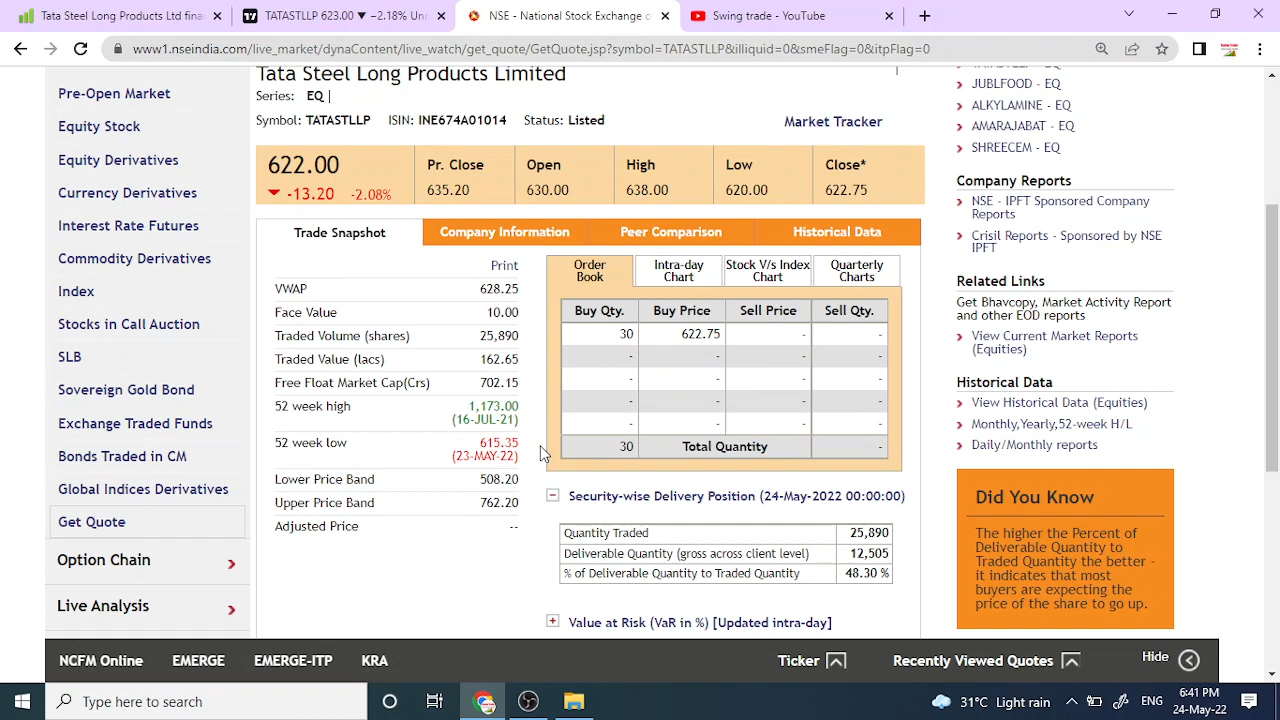 Tata Steel Long Products Ltd finan
TATASTLLP 623.00 ▼ −2.18% Uni
NSE - National Stock Exchange o
Swing trade - YouTube
www1.nseindia.com/live_market/dynaContent/live_watch/get_quote/GetQuote.jsp?symbol=TATASTLLP&illiquid=0&smeFlag=0&itpFlag=0
Pre-Open Market
Equity Stock
Equity Derivatives
Currency Derivatives
Interest Rate Futures
Commodity Derivatives
Index
Stocks in Call Auction
SLB
Sovereign Gold Bond
Exchange Traded Funds
Bonds Traded in CM
Global Indices Derivatives
Get Quote
Option Chain
Live Analysis
Tata Steel Long Products Limited
Series: EQ |
Symbol: TATASTLLP ISIN: INE674A01014 Status: Listed
Market Tracker
622.00
-13.20 -2.08%
Pr. Close Open High Low Close*
635.20 630.00 638.00 620.00 622.75
Trade Snapshot Company Information Peer Comparison Historical Data
Print
VWAP 628.25
Face Value 10.00
Traded Volume (shares) 25,890
Traded Value (lacs) 162.65
Free Float Market Cap(Crs) 702.15
52 week high 1,173.00
(16-JUL-21)
52 week low 615.35
(23-MAY-22)
Lower Price Band 508.20
Upper Price Band 762.20
Adjusted Price --
Order Book
Intra-day Chart
Stock V/s Index Chart
Quarterly Charts
Buy Qty. Buy Price Sell Price Sell Qty.
30 622.75 - -
- - - -
- - - -
- - - -
- - - -
30 Total Quantity -
Security-wise Delivery Position (24-May-2022 00:00:00)
Quantity Traded 25,890
Deliverable Quantity (gross across client level) 12,505
% of Deliverable Quantity to Traded Quantity 48.30 %
Value at Risk (VaR in %) [Updated intra-day]
JUBLFOOD - EQ
ALKYLAMINE - EQ
AMARAJABAT - EQ
SHREECEM - EQ
Company Reports
NSE - IPFT Sponsored Company
Reports
Crisil Reports - Sponsored by NSE
IPFT
Related Links
Get Bhavcopy, Market Activity Report
and other EOD reports
View Current Market Reports
(Equities)
Historical Data
View Historical Data (Equities)
Monthly,Yearly,52-week H/L
Daily/Monthly reports
Did You Know
The higher the Percent of
Deliverable Quantity to
Traded Quantity the better -
it indicates that most
buyers are expecting the
price of the share to go up.
NCFM Online EMERGE EMERGE-ITP KRA
Ticker Recently Viewed Quotes Hide
Type here to search
31°C Light rain
ENG
6:41 PM
24-May-22